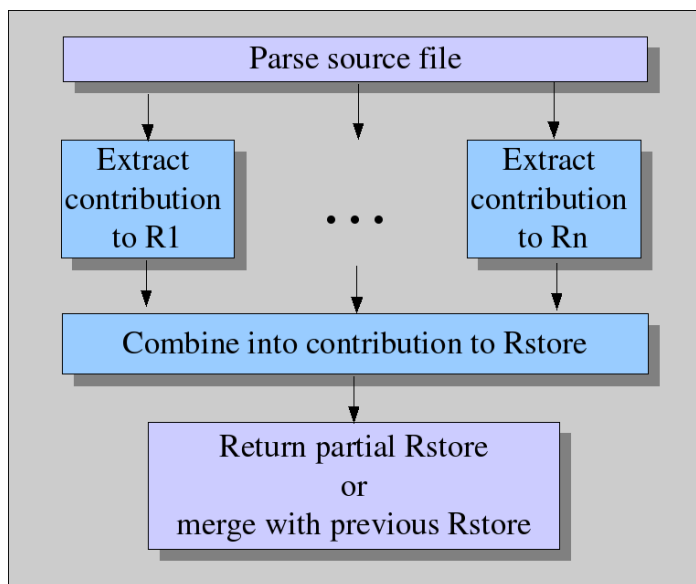 Parse source file
Extract
contribution
to R1
• • •
Extract
contribution
to Rn
Combine into contribution to Rstore
Return partial Rstore
or
merge with previous Rstore